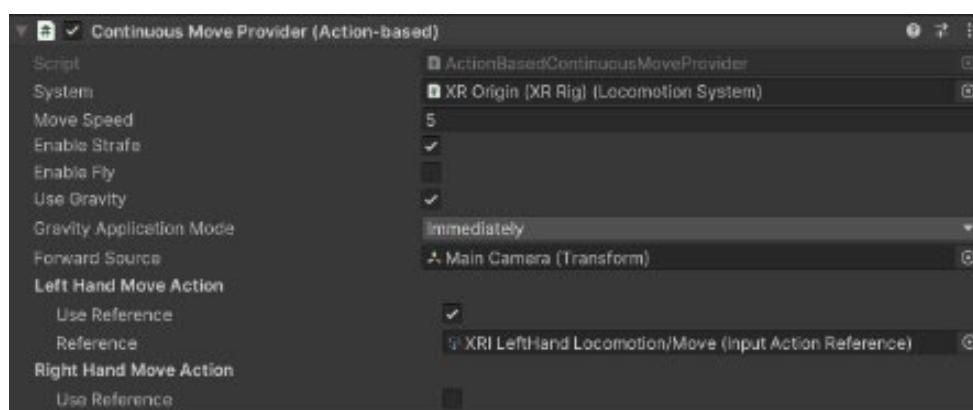 Continuous Move Provider (Action-based)
Script ActionBasedContinuousMoveProvider
System XR Origin (XR Rig) (Locomotion System)
Move Speed 5
Enable Strafe
Enable Fly
Use Gravity
Gravity Application Mode Immediately
Forward Source Main Camera (Transform)
Left Hand Move Action
Use Reference
Reference XRI LeftHand Locomotion/Move (Input Action Reference)
Right Hand Move Action
Use Reference